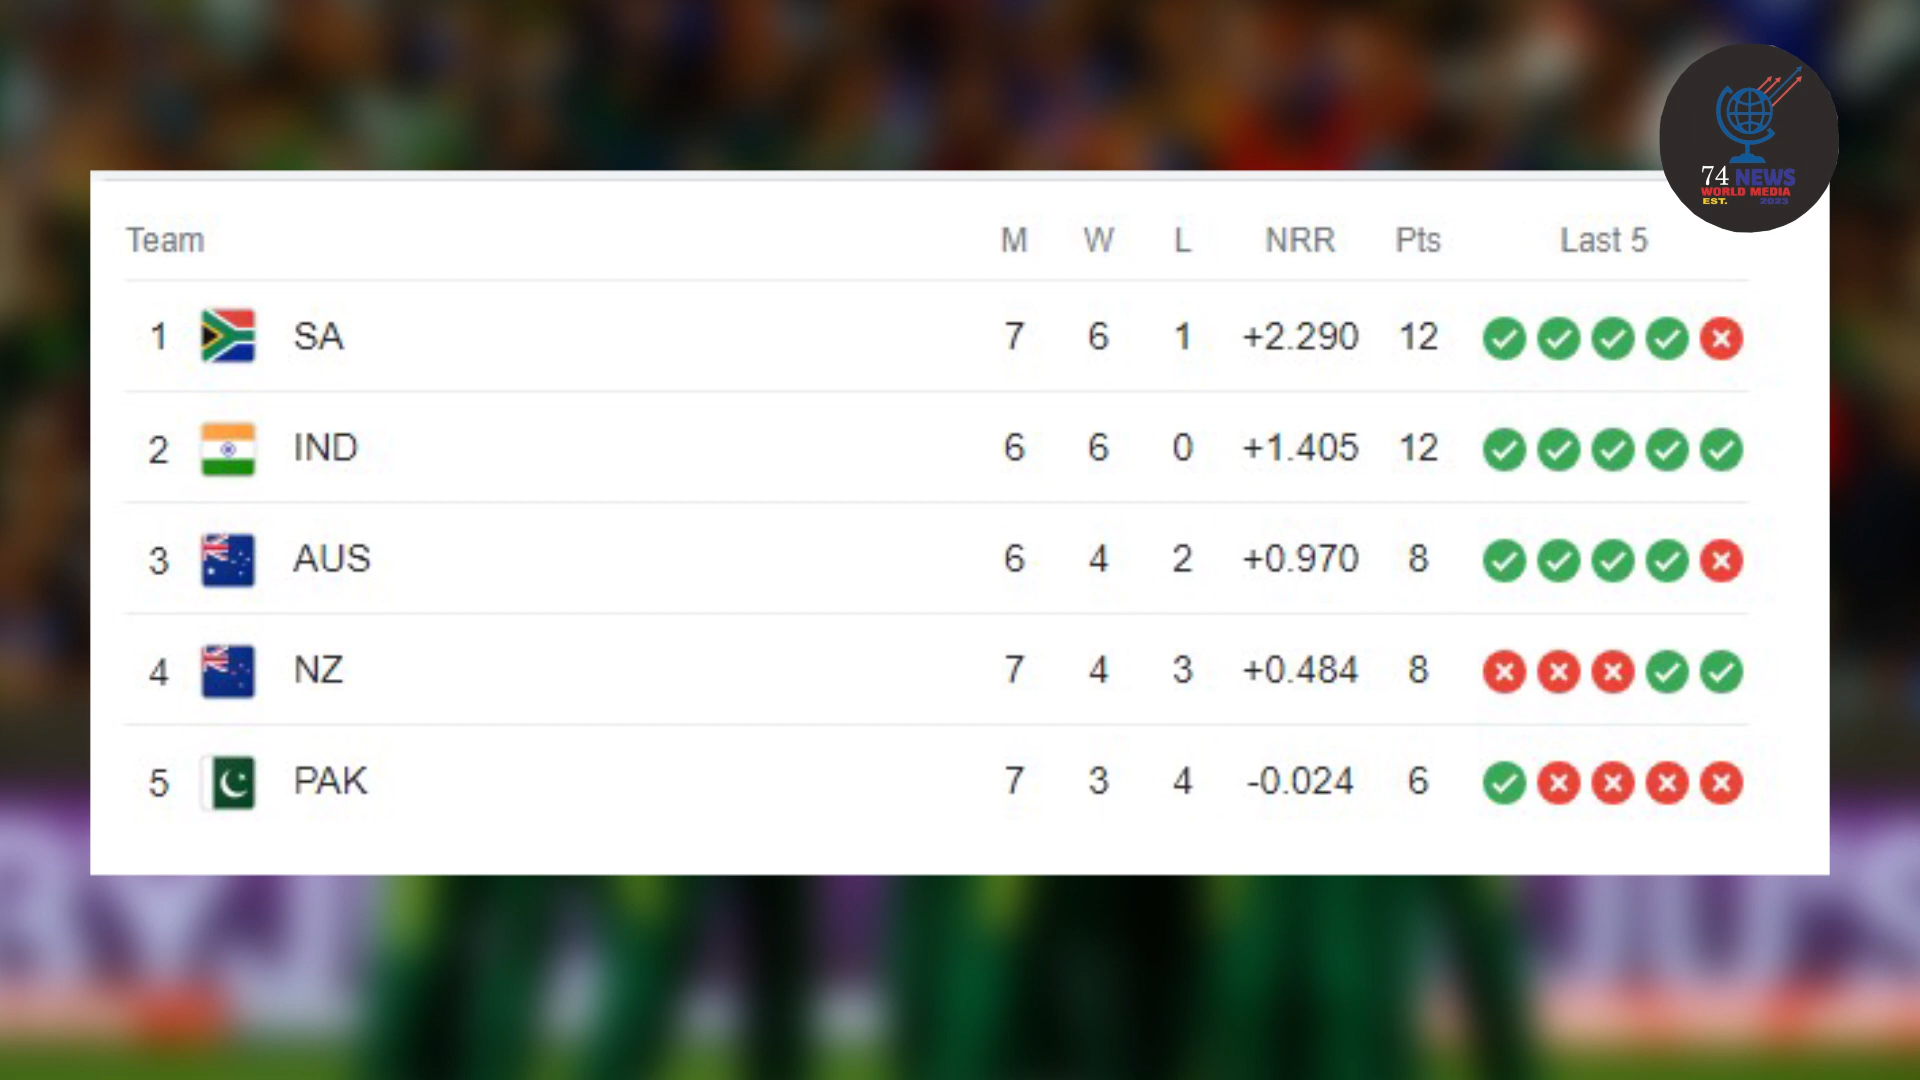 74 NEWS
WORLD MEDIA
EST. 2023
Team M W L NRR Pts Last 5
1 SA 7 6 1 +2.290 12
2 IND 6 6 0 +1.405 12
3 AUS 6 4 2 +0.970 8
4 NZ 7 4 3 +0.484 8
5 PAK 7 3 4 -0.024 6